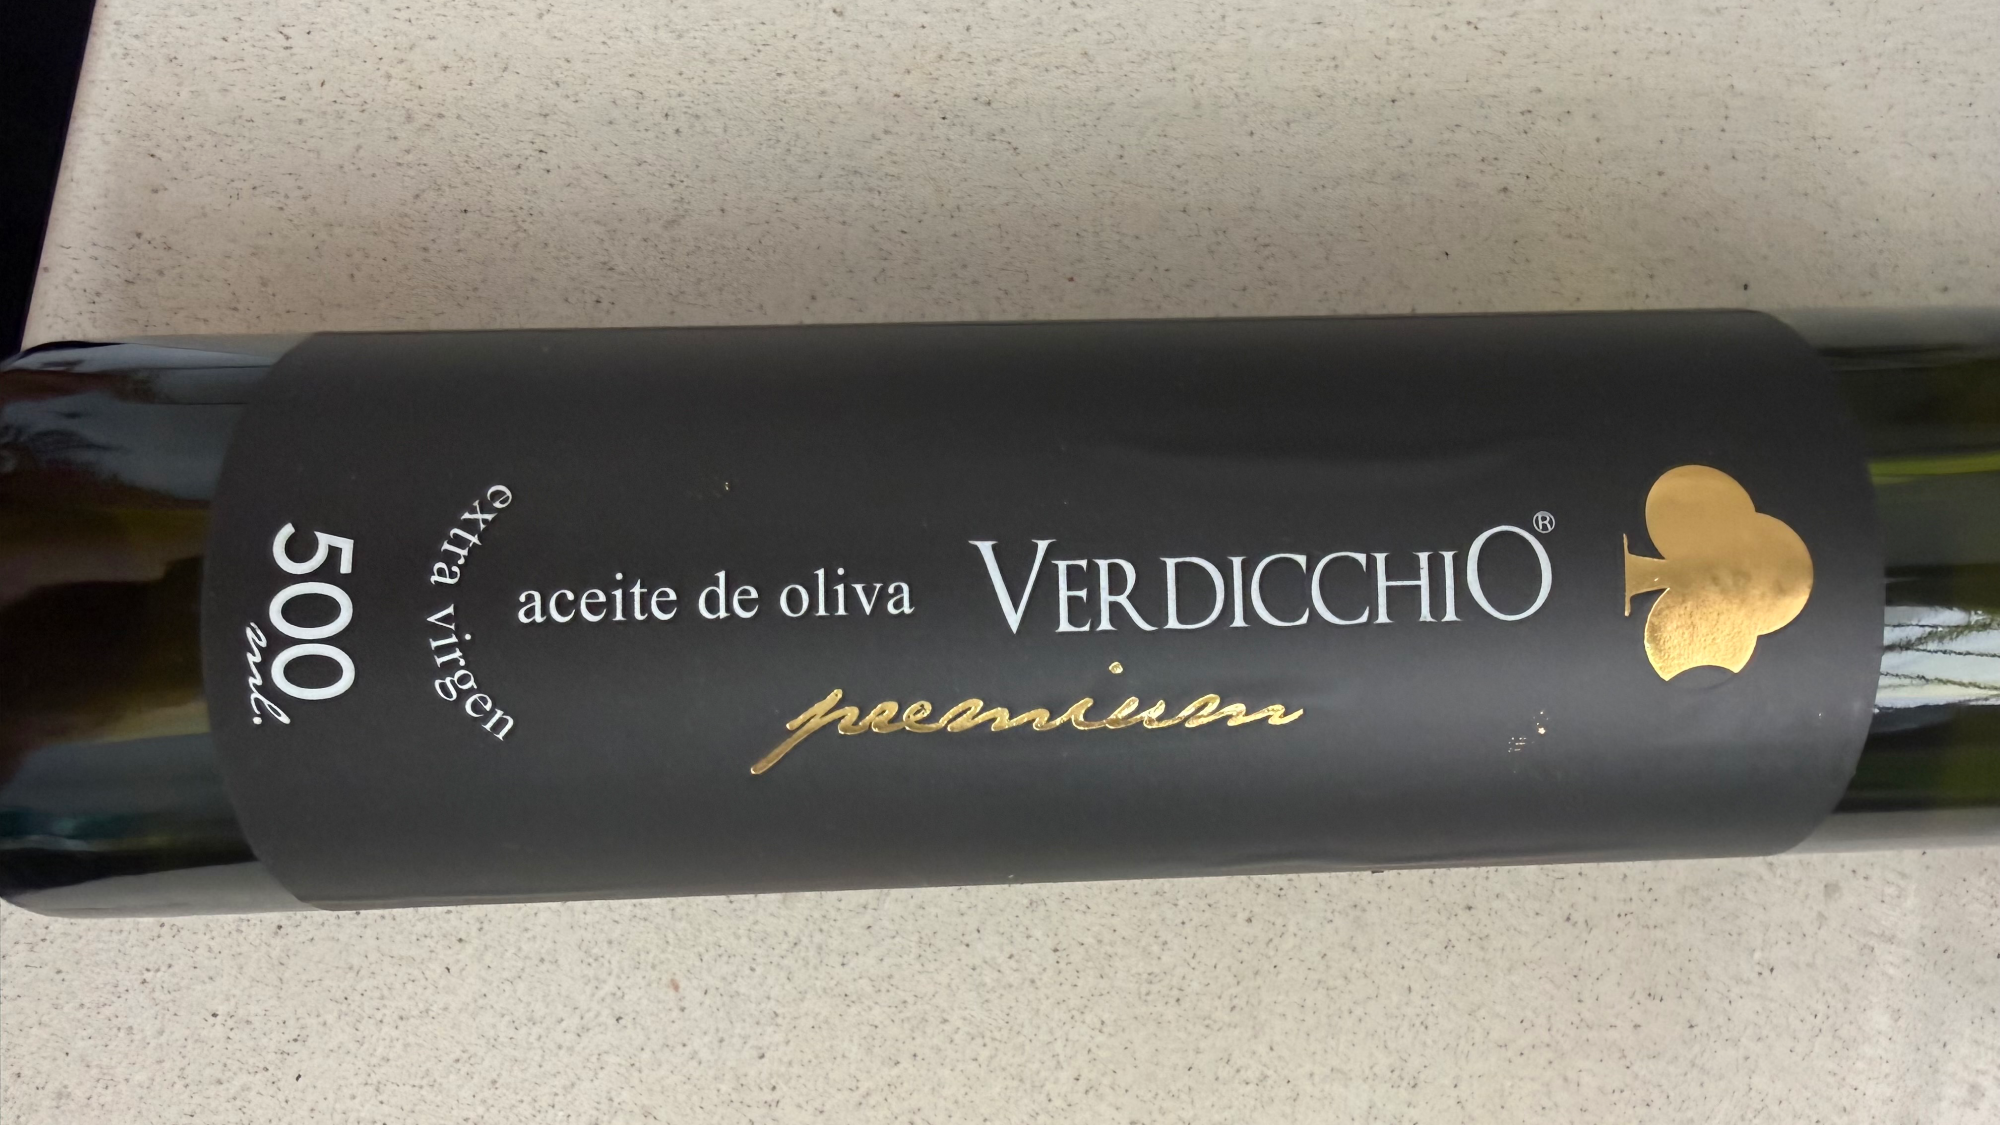 VERDICCHIO®
aceite de oliva
premium
extra virgen
500
ml.